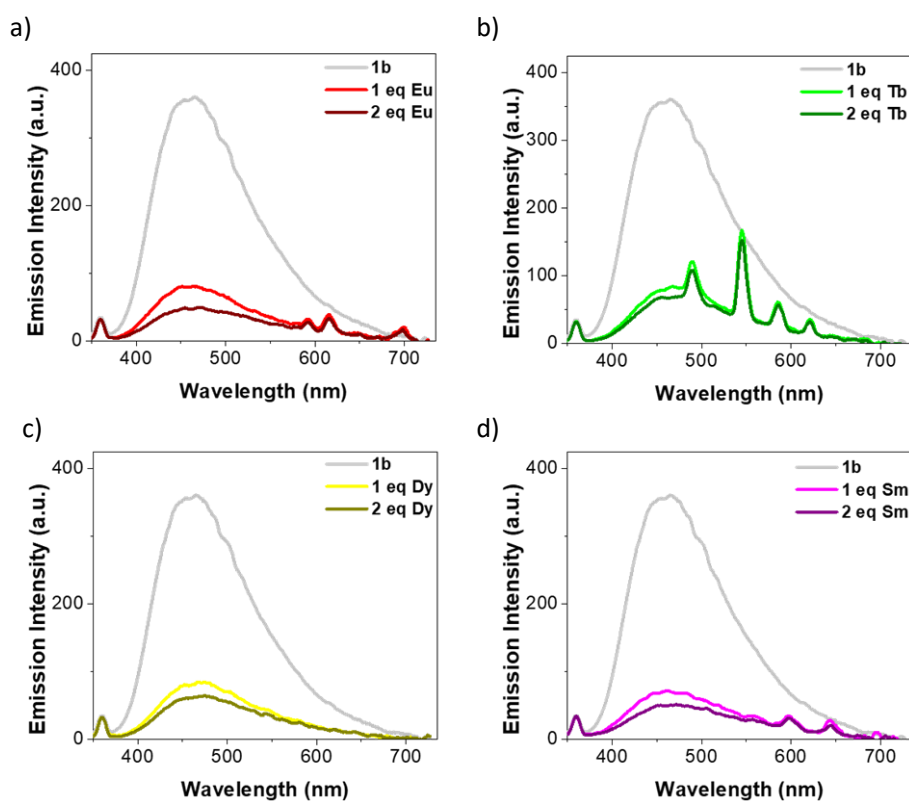 a)
400
200
0
400 500 600 700
Emission Intensity (a.u.)
Wavelength (nm)
1b
1 eq Eu
2 eq Eu
b)
400
300
200
100
0
400 500 600 700
Emission Intensity (a.u.)
Wavelength (nm)
1b
1 eq Tb
2 eq Tb
c)
400
200
0
400 500 600 700
Emission Intensity (a.u.)
Wavelength (nm)
1b
1 eq Dy
2 eq Dy
d)
400
200
0
400 500 600 700
Emission Intensity (a.u.)
Wavelength (nm)
1b
1 eq Sm
2 eq Sm